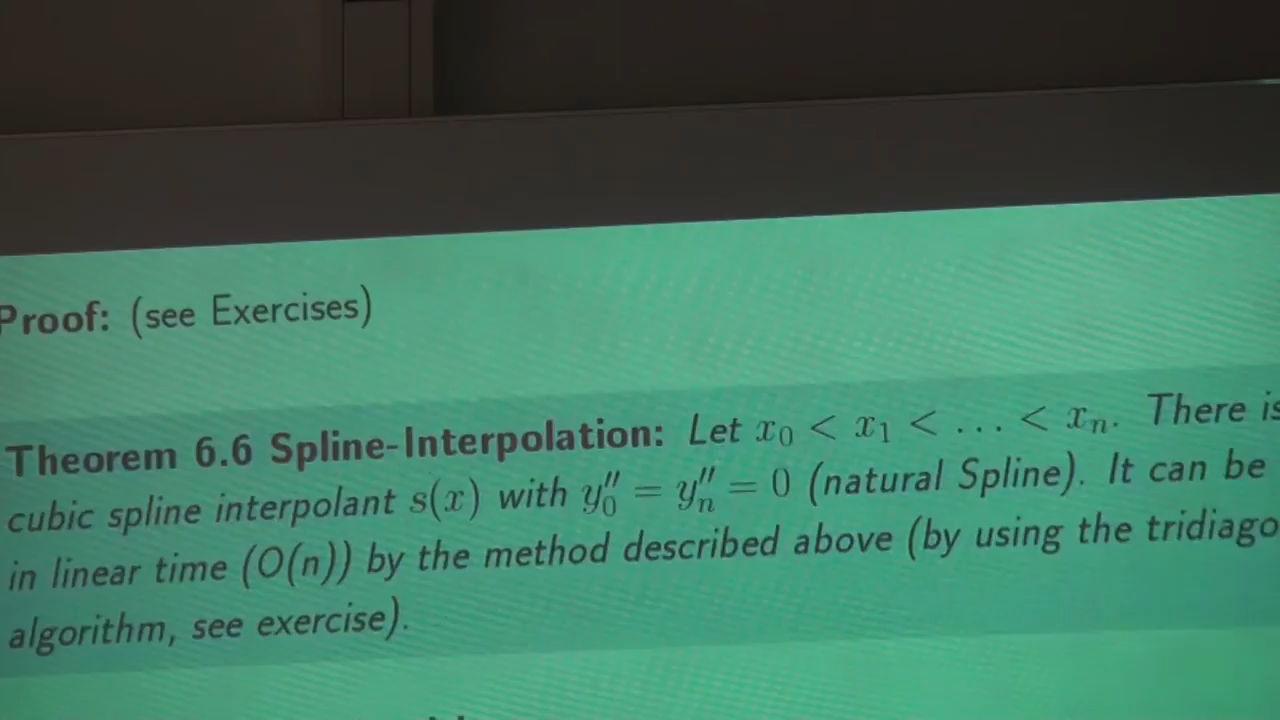 Proof: (see Exercises)
Theorem 6.6 Spline-Interpolation: Let x₀ < x₁ < … < xₙ. There is
cubic spline interpolant s(x) with y₀″ = yₙ″ = 0 (natural Spline). It can be
in linear time (O(n)) by the method described above (by using the tridiago
algorithm, see exercise).